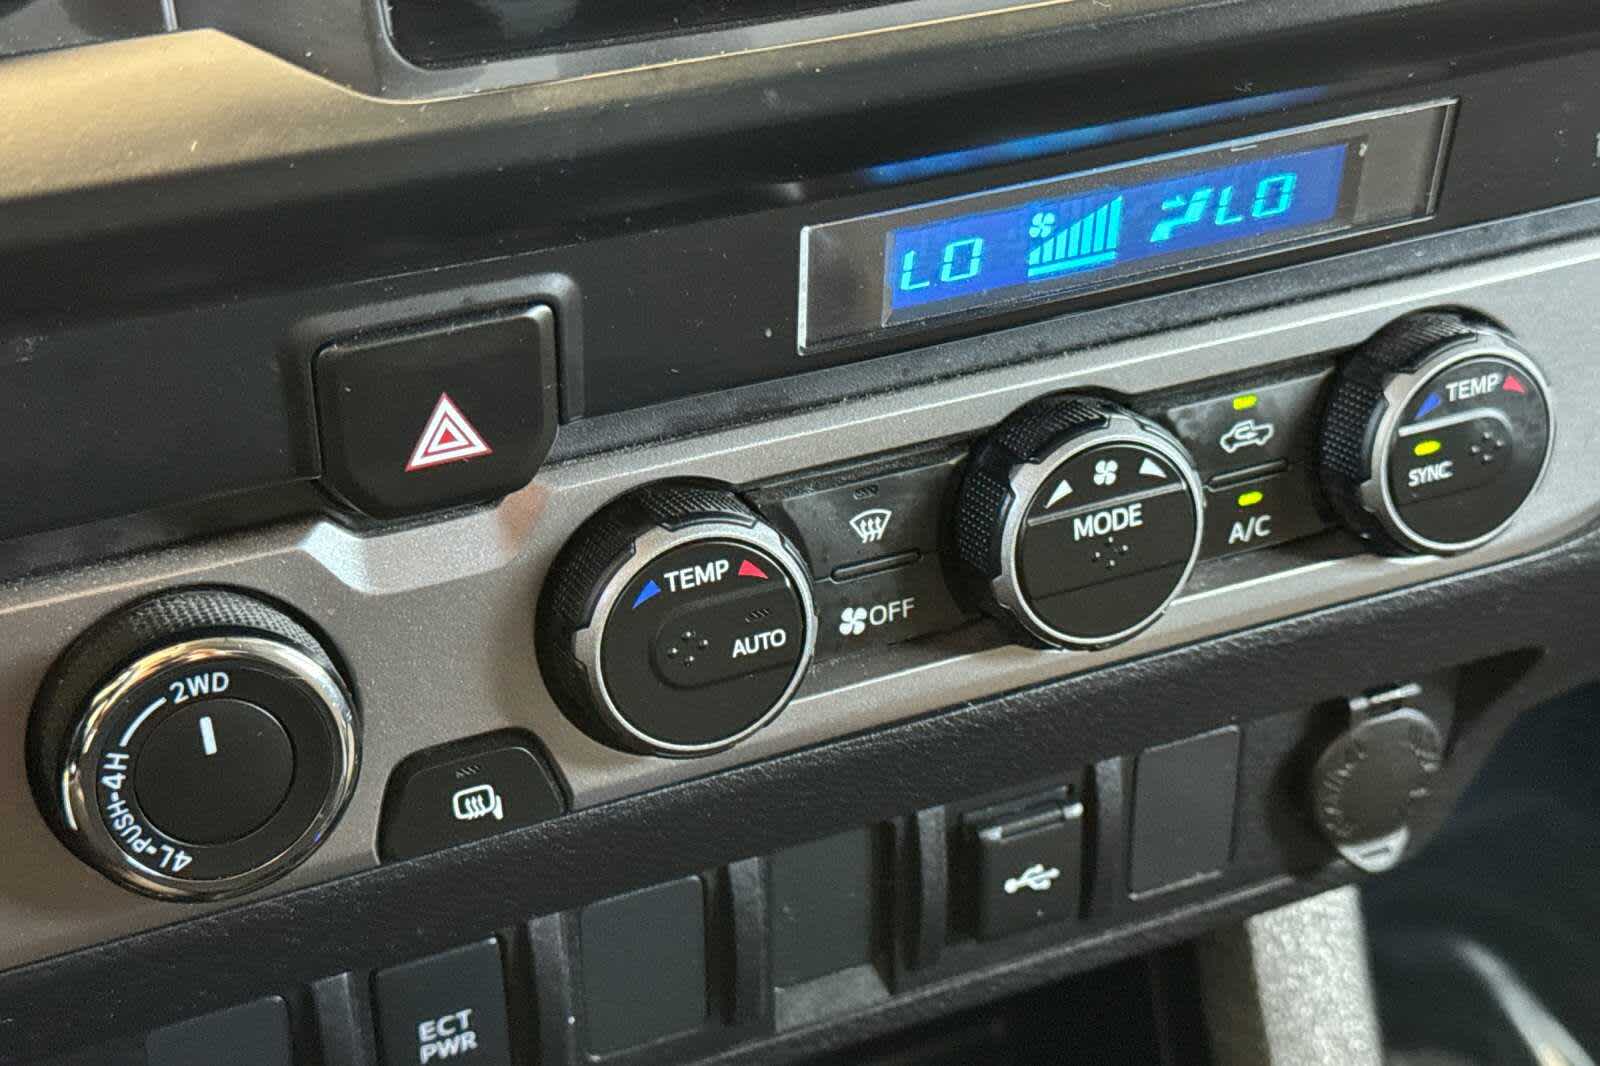 LO LO
TEMP
SYNC
MODE
A/C
TEMP
AUTO
OFF
2WD
4H
PUSH
4L
ECT
PWR